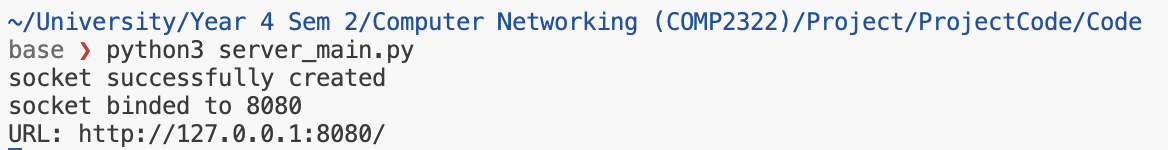 ~/University/Year 4 Sem 2/Computer Networking (COMP2322)/Project/ProjectCode/Code
base ❯ python3 server_main.py
socket successfully created
socket binded to 8080
URL: http://127.0.0.1:8080/